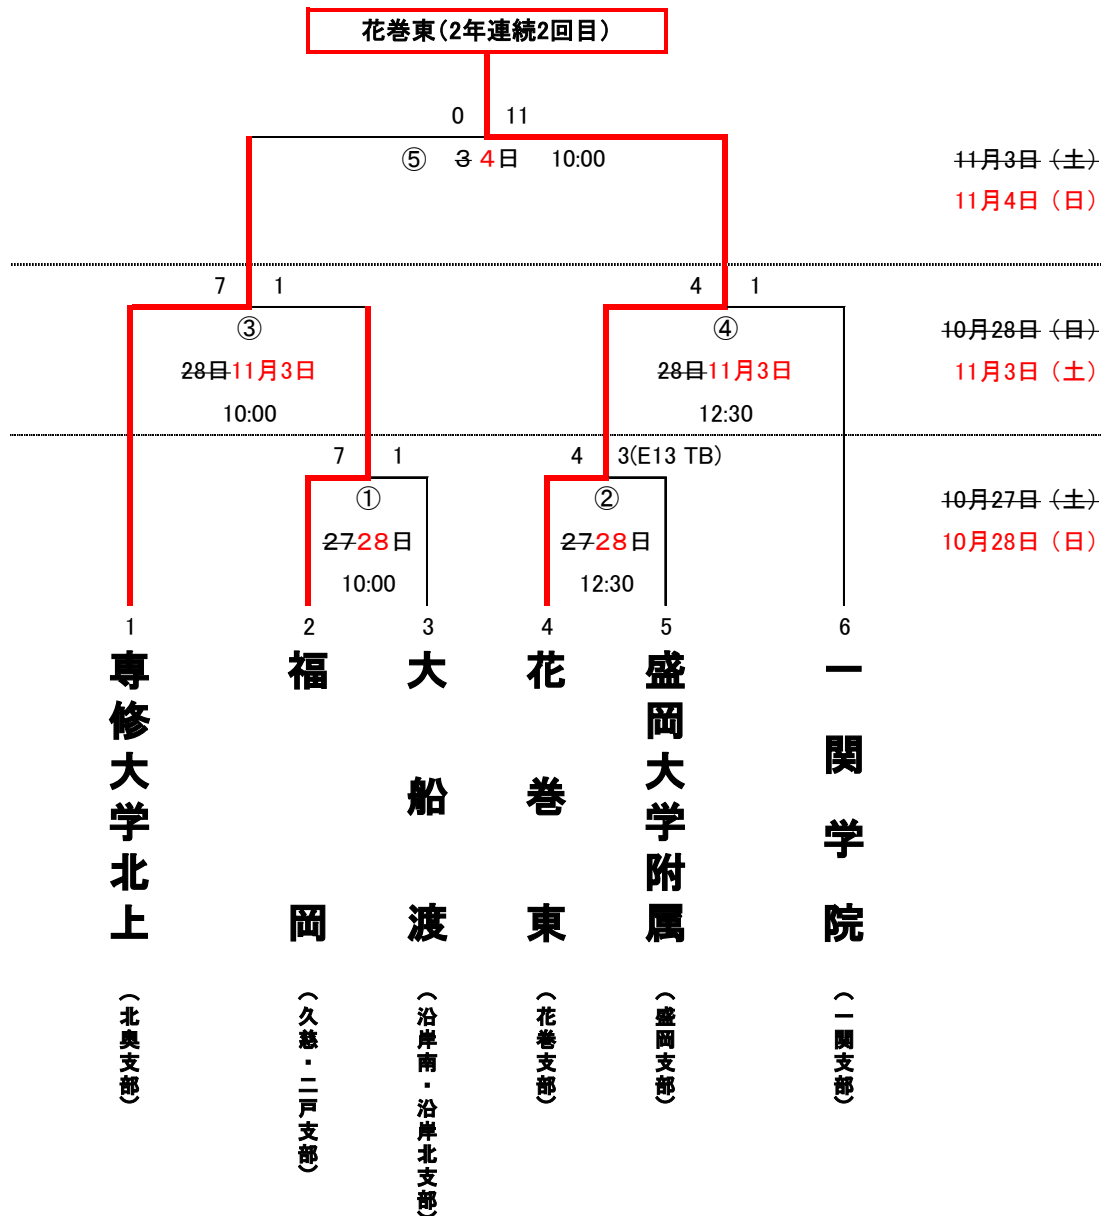 花巻東(2年連続2回目)
0 11
⑤ 3 4日 10:00
11月3日 (土)
11月4日 (日)
7 1
4 1
③
④
10月28日 (日)
28日11月3日
28日11月3日
11月3日 (土)
10:00
12:30
7 1
4 3(E13 TB)
①
②
10月27日 (土)
2728日
2728日
10月28日 (日)
10:00
12:30
1 2 3 4 5 6
専修大学北上
福岡
大船渡
花巻東
盛岡大学附属
一関学院
(北奥支部)
(久慈・二戸支部)
(沿岸南・沿岸北支部)
(花巻支部)
(盛岡支部)
(一関支部)